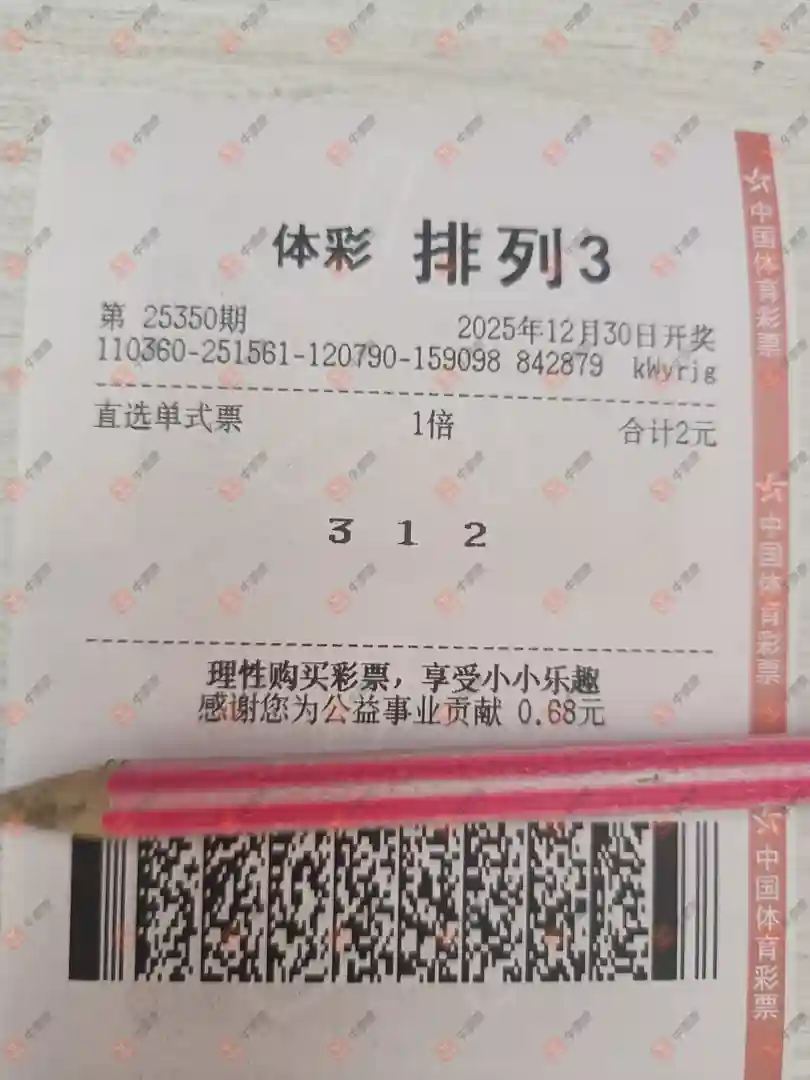 体彩 排列3
第 25350期
2025年12月30日开奖
110360-251561-120790-159098 842879 kWyrjg
直选单式票 1倍 合计2元
3 1 2
理性购买彩票，享受小小乐趣
感谢您为公益事业贡献 0.68元
中国体育彩票
中国体育彩票
中国体育彩票